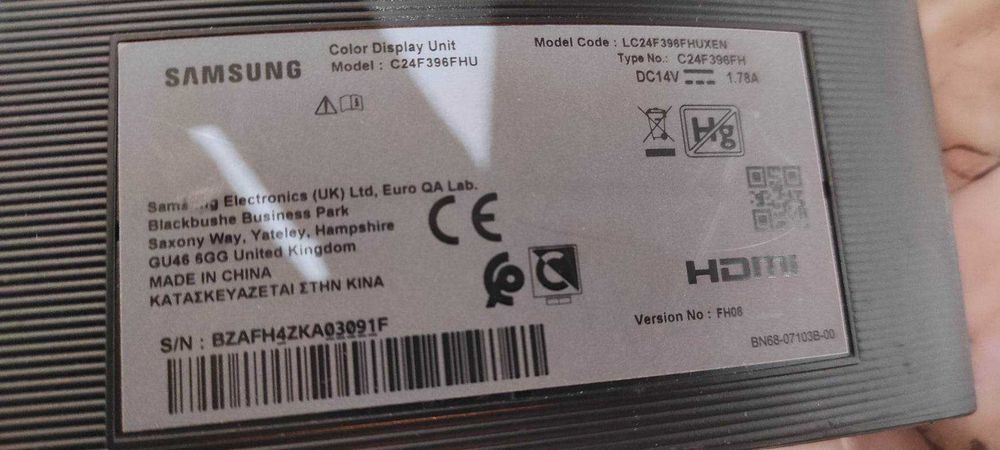 SAMSUNG
Color Display Unit
Model : C24F396FHU
Model Code : LC24F396FHUXEN
Type No.: C24F396FH
DC14V 1.78A
Hg
Samsung Electronics (UK) Ltd, Euro QA Lab.
Blackbushe Business Park
Saxony Way, Yateley, Hampshire
GU46 6GG United Kingdom
MADE IN CHINA
ΚΑΤΑΣΚΕΥΑΖΕΤΑΙ ΣΤΗΝ ΚΙΝΑ
CE
HDMI
S/N : BZAFH4ZKA03091F
Version No : FH06
BN68-07103B-00